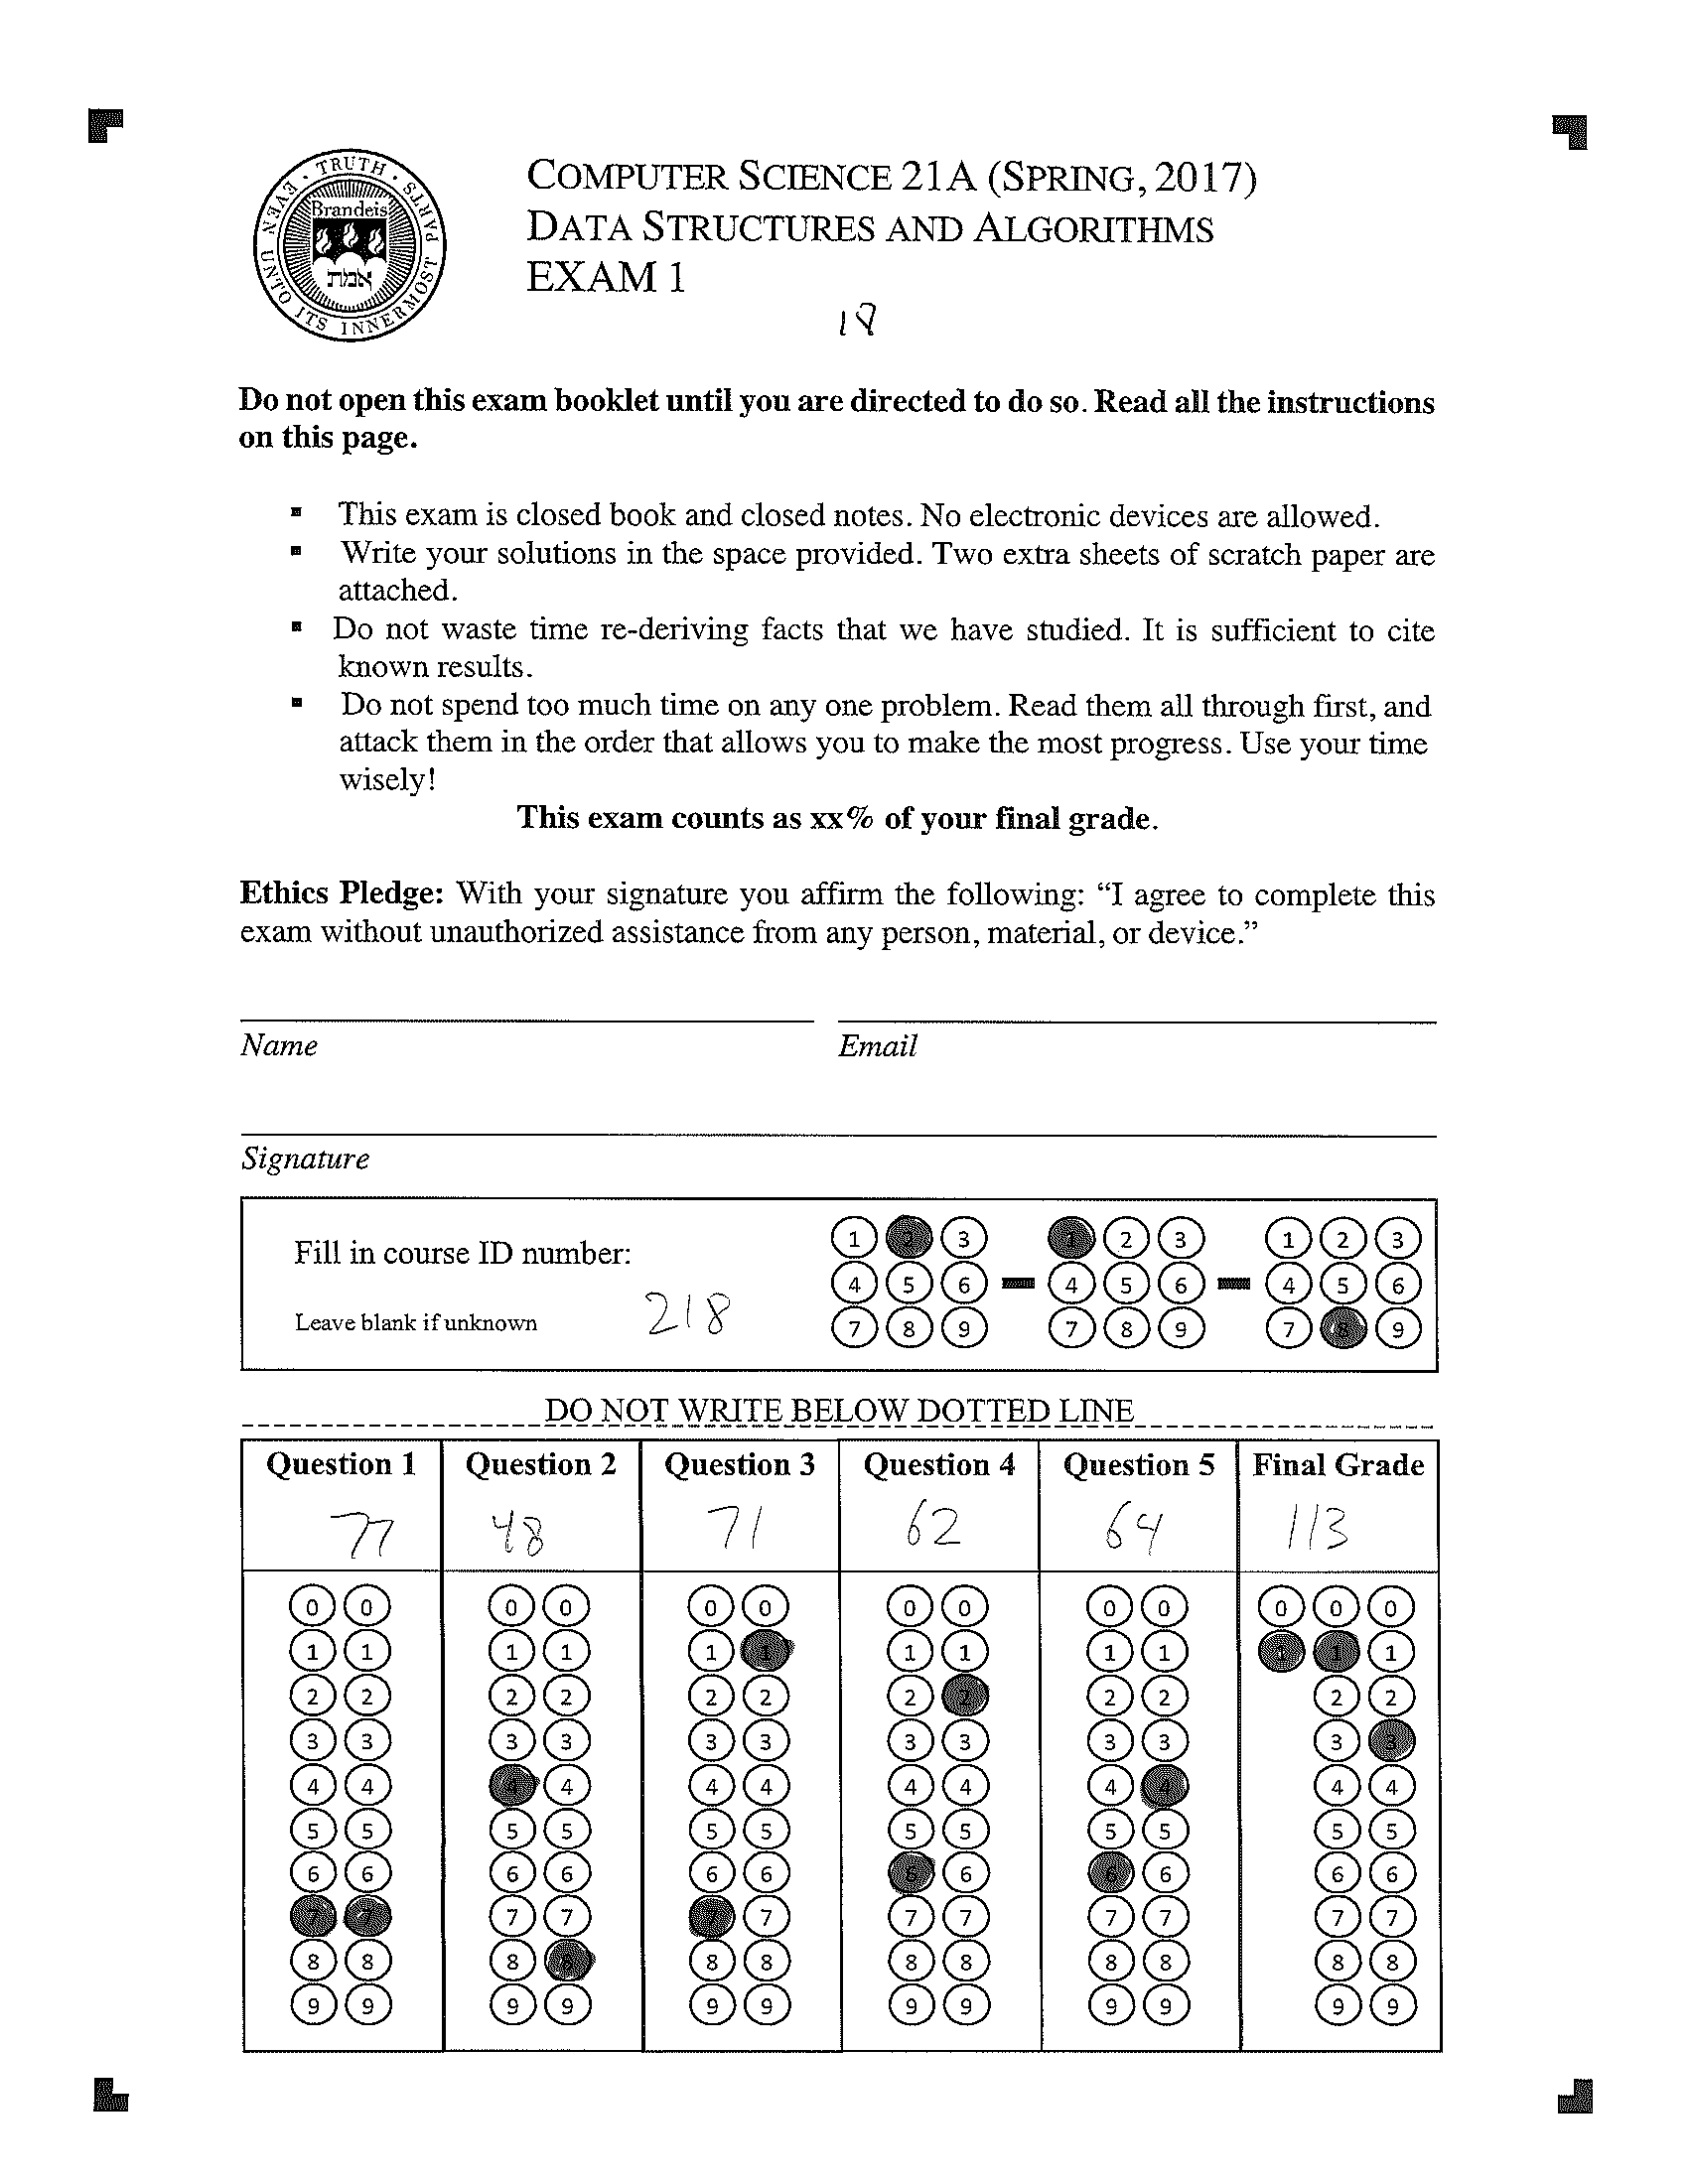 TRUTH · EVEN UNTO ITS INNERMOST PARTS ·
Brandeis
אמת
COMPUTER SCIENCE 21A (SPRING, 2017)
DATA STRUCTURES AND ALGORITHMS
EXAM 1
18
Do not open this exam booklet until you are directed to do so. Read all the instructions
on this page.
▪ This exam is closed book and closed notes. No electronic devices are allowed.
▪ Write your solutions in the space provided. Two extra sheets of scratch paper are
attached.
▪ Do not waste time re-deriving facts that we have studied. It is sufficient to cite
known results.
▪ Do not spend too much time on any one problem. Read them all through first, and
attack them in the order that allows you to make the most progress. Use your time
wisely!
This exam counts as xx% of your final grade.
Ethics Pledge: With your signature you affirm the following: “I agree to complete this
exam without unauthorized assistance from any person, material, or device.”
Name Email
Signature
1 2 3 1 2 3 1 2 3
Fill in course ID number:
4 5 6 - 4 5 6 - 4 5 6
Leave blank if unknown 218
7 8 9 7 8 9 7 8 9
DO NOT WRITE BELOW DOTTED LINE
Question 1 Question 2 Question 3 Question 4 Question 5 Final Grade
77 48 71 62 64 113
0 0 0 0 0 0 0 0 0 0 0 0 0
1 1 1 1 1 1 1 1 1 1 1 1 1
2 2 2 2 2 2 2 2 2 2 2 2
3 3 3 3 3 3 3 3 3 3 3 3
4 4 4 4 4 4 4 4 4 4 4 4
5 5 5 5 5 5 5 5 5 5 5 5
6 6 6 6 6 6 6 6 6 6 6 6
7 7 7 7 7 7 7 7 7 7 7 7
8 8 8 8 8 8 8 8 8 8 8 8
9 9 9 9 9 9 9 9 9 9 9 9